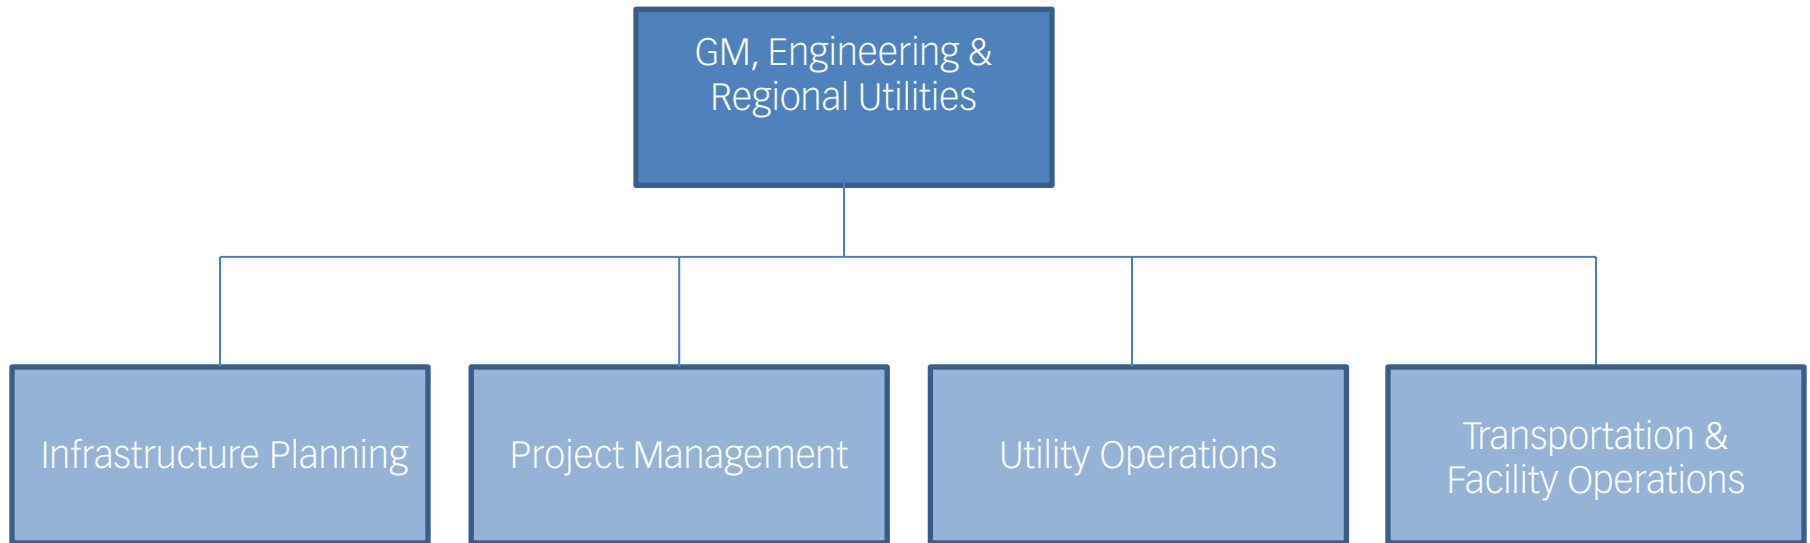 GM, Engineering &
Regional Utilities
Infrastructure Planning
Project Management
Utility Operations
Transportation &
Facility Operations